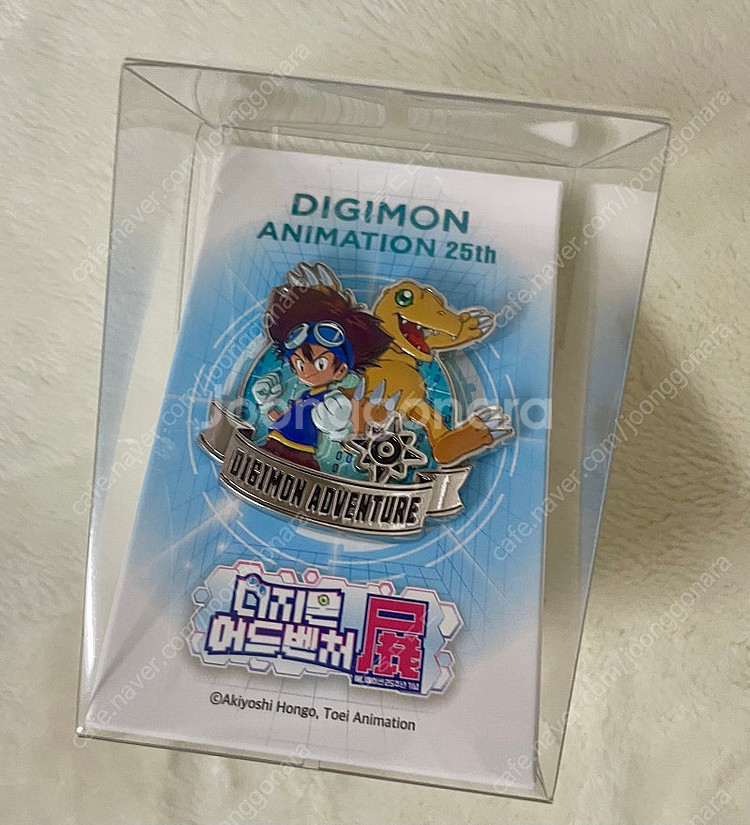 DIGIMON
ANIMATION 25th
DIGIMON ADVENTURE
디지몬
어드벤처 展
©Akiyoshi Hongo, Toei Animation
Joonggonara
cafe.naver.com/joonggonara